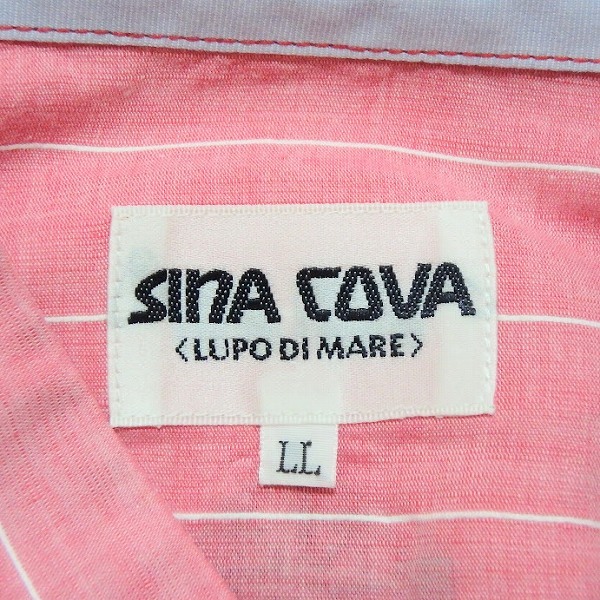 SINA COVA
<LUPO DI MARE>
LL